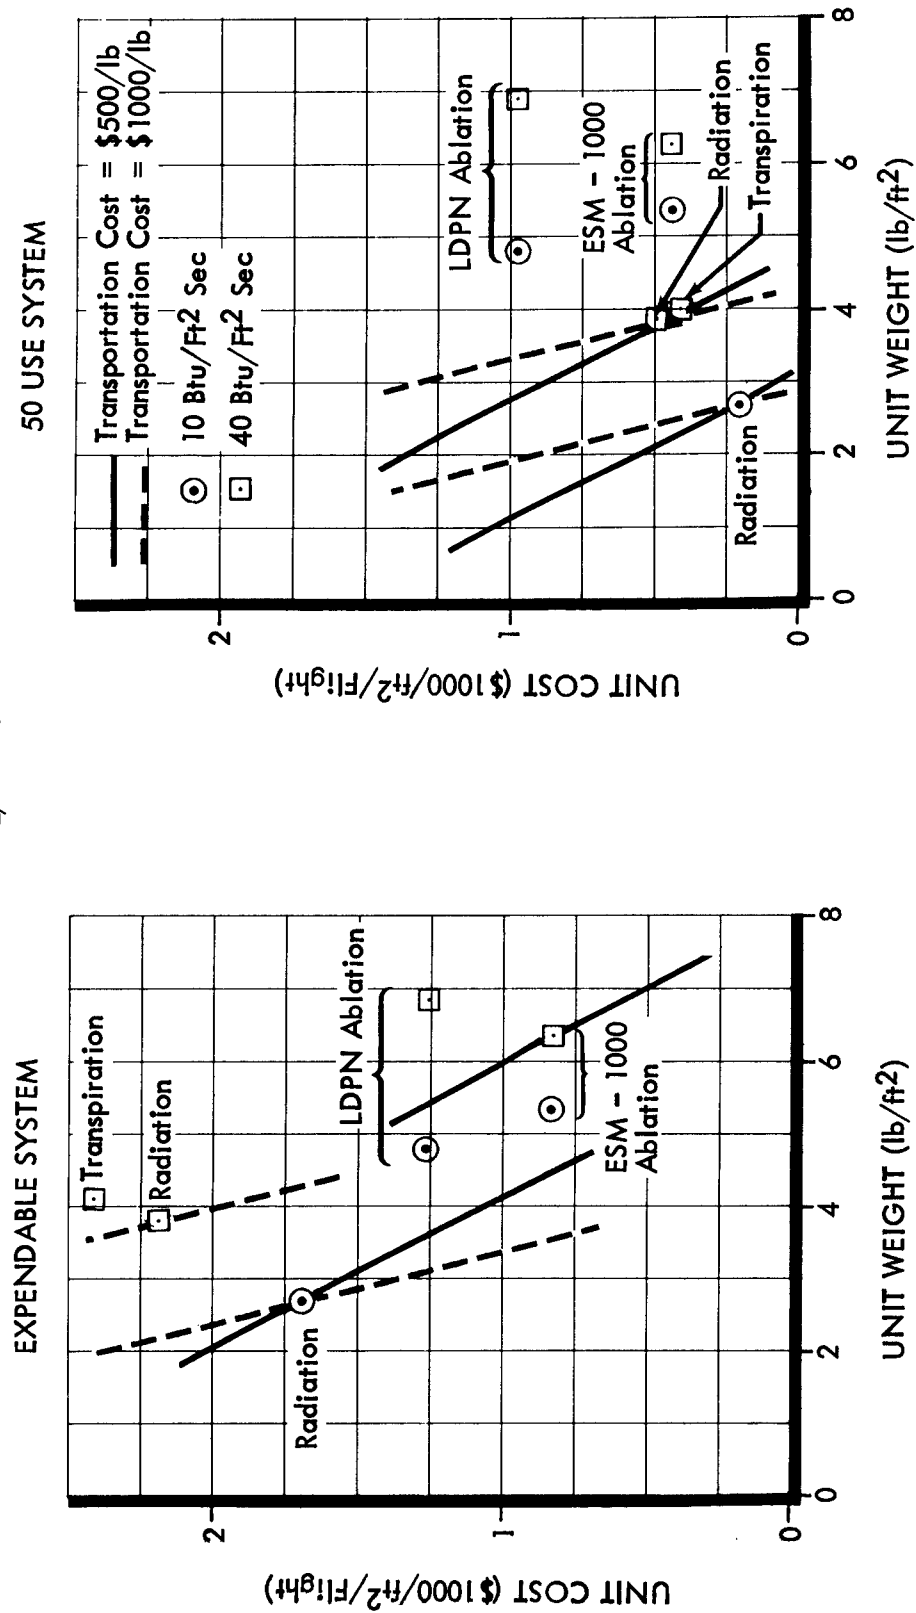 EXPENDABLE SYSTEM
Transpiration
Radiation
LDPN Ablation
Radiation
ESM - 1000
Ablation
2
1
0
UNIT COST ($1000/ft²/Flight)
0
2
4
6
8
UNIT WEIGHT (lb/ft²)
50 USE SYSTEM
Transportation Cost = $500/lb
Transportation Cost = $1000/lb
10 Btu/Ft² Sec
40 Btu/Ft² Sec
LDPN Ablation
ESM - 1000
Ablation
Radiation
Radiation
Transpiration
2
1
0
UNIT COST ($1000/ft²/Flight)
0
2
4
6
8
UNIT WEIGHT (lb/ft²)